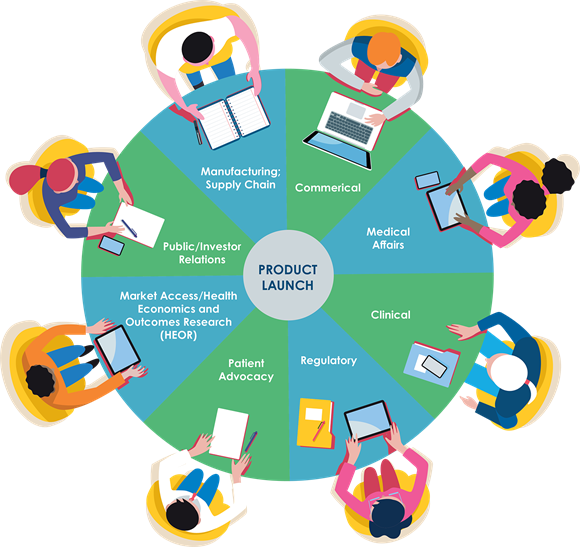 Manufacturing;
Supply Chain
Commerical
Medical
Affairs
Clinical
Regulatory
Patient
Advocacy
Market Access/Health
Economics and
Outcomes Research
(HEOR)
Public/Investor
Relations
PRODUCT
LAUNCH